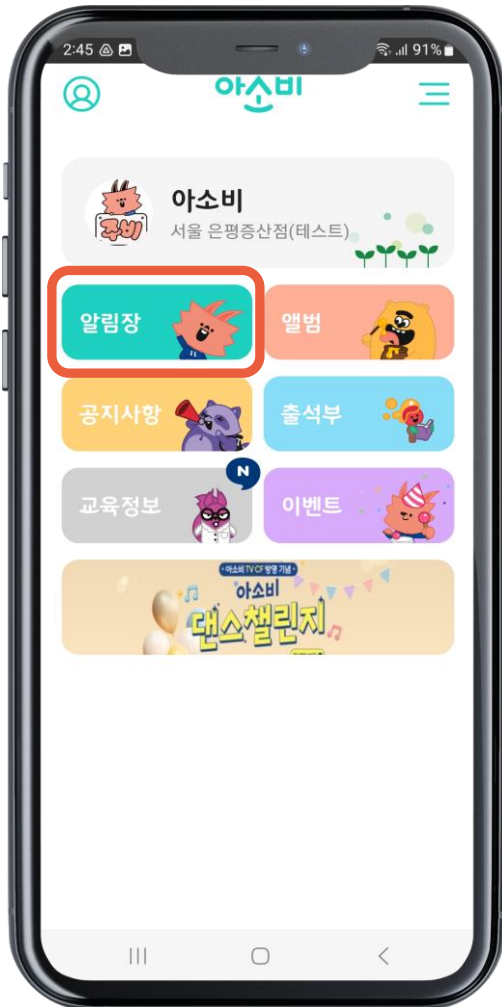 2:45
91%
아소비
주비
아소비
서울 은평증산점(테스트)
알림장
앨범
공지사항
출석부
N
교육정보
이벤트
•아소비 TV CF 방영 기념•
아소비
댄스챌린지